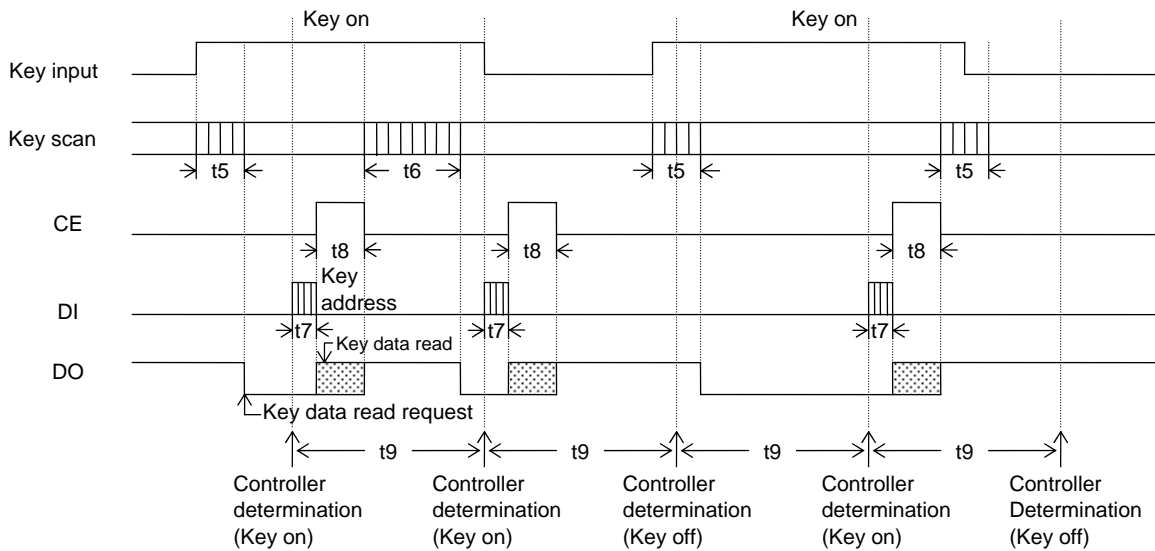 Key on
Key on
Key input
Key scan
t5
t6
t5
t5
CE
t8
t8
t8
Key
address
DI
t7
t7
t7
Key data read
DO
Key data read request
t9
t9
t9
t9
Controller
determination
(Key on)
Controller
determination
(Key on)
Controller
determination
(Key off)
Controller
determination
(Key on)
Controller
Determination
(Key off)